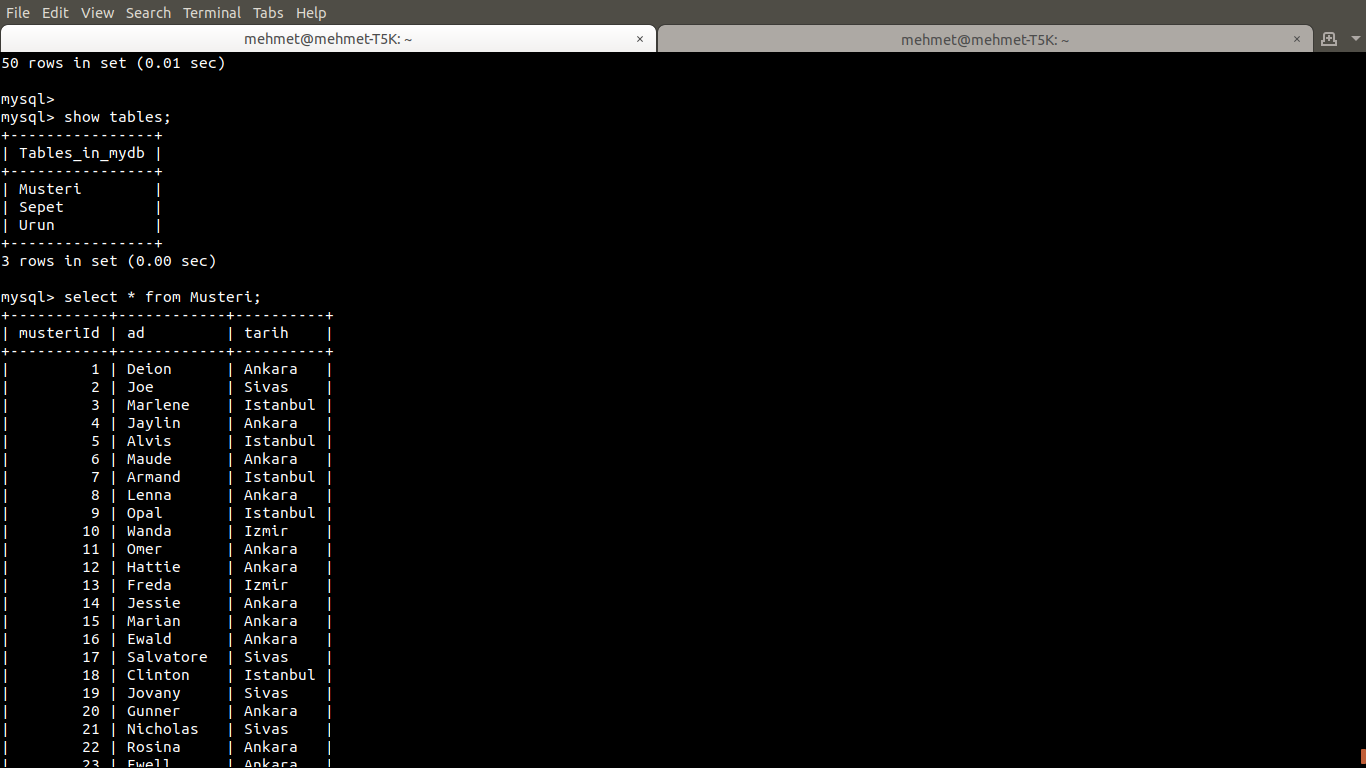 File Edit View Search Terminal Tabs Help
mehmet@mehmet-T5K: ~ × mehmet@mehmet-T5K: ~ ×
50 rows in set (0.01 sec)
mysql>
mysql> show tables;
+----------------+
| Tables_in_mydb |
+----------------+
| Musteri        |
| Sepet          |
| Urun           |
+----------------+
3 rows in set (0.00 sec)
mysql> select * from Musteri;
+-----------+------------+----------+
| musteriId | ad         | tarih    |
+-----------+------------+----------+
|         1 | Deion      | Ankara   |
|         2 | Joe        | Sivas    |
|         3 | Marlene    | Istanbul |
|         4 | Jaylin     | Ankara   |
|         5 | Alvis      | Istanbul |
|         6 | Maude      | Ankara   |
|         7 | Armand     | Istanbul |
|         8 | Lenna      | Ankara   |
|         9 | Opal       | Istanbul |
|        10 | Wanda      | Izmir    |
|        11 | Omer       | Ankara   |
|        12 | Hattie     | Ankara   |
|        13 | Freda      | Izmir    |
|        14 | Jessie     | Ankara   |
|        15 | Marian     | Ankara   |
|        16 | Ewald      | Ankara   |
|        17 | Salvatore  | Sivas    |
|        18 | Clinton    | Istanbul |
|        19 | Jovany     | Sivas    |
|        20 | Gunner     | Ankara   |
|        21 | Nicholas   | Sivas    |
|        22 | Rosina     | Ankara   |
|        23 | Ewell      | Ankara   |